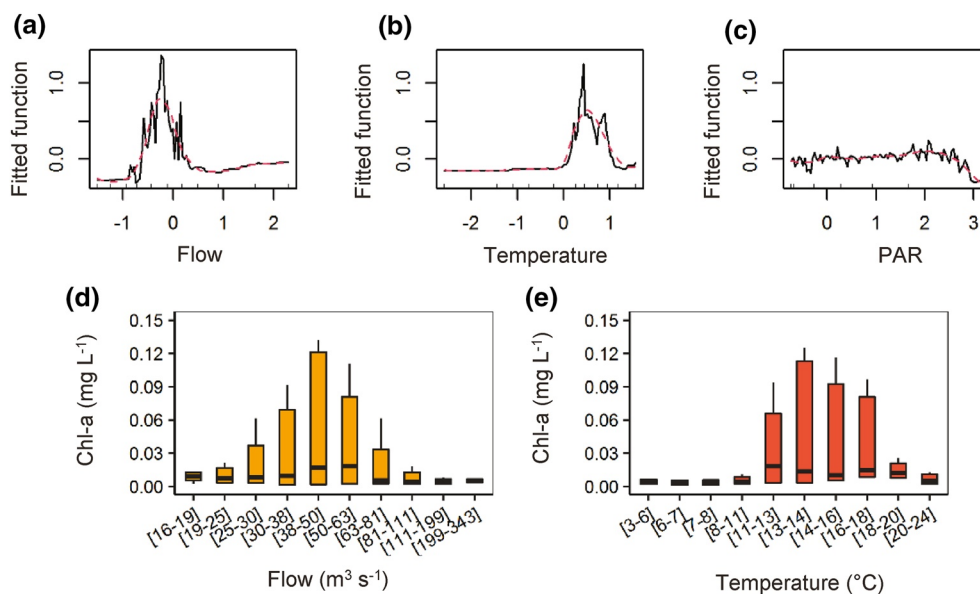 (a)
(b)
(c)
Fitted function
1.0
0.0
-1 0 1 2
Flow
Fitted function
1.0
0.0
-2 -1 0 1
Temperature
Fitted function
1.0
0.0
0 1 2 3
PAR
(d)
Chl-a (mg L⁻¹)
0.15
0.12
0.09
0.06
0.03
0.00
[16-19] [19-25] [25-30] [30-38] [38-50] [50-63] [63-81] [81-111] [111-199] [199-343]
Flow (m³ s⁻¹)
(e)
Chl-a (mg L⁻¹)
0.15
0.12
0.09
0.06
0.03
0.00
[3-6] [6-7] [7-8] [8-11] [11-13] [13-14] [14-16] [16-18] [18-20] [20-24]
Temperature (°C)